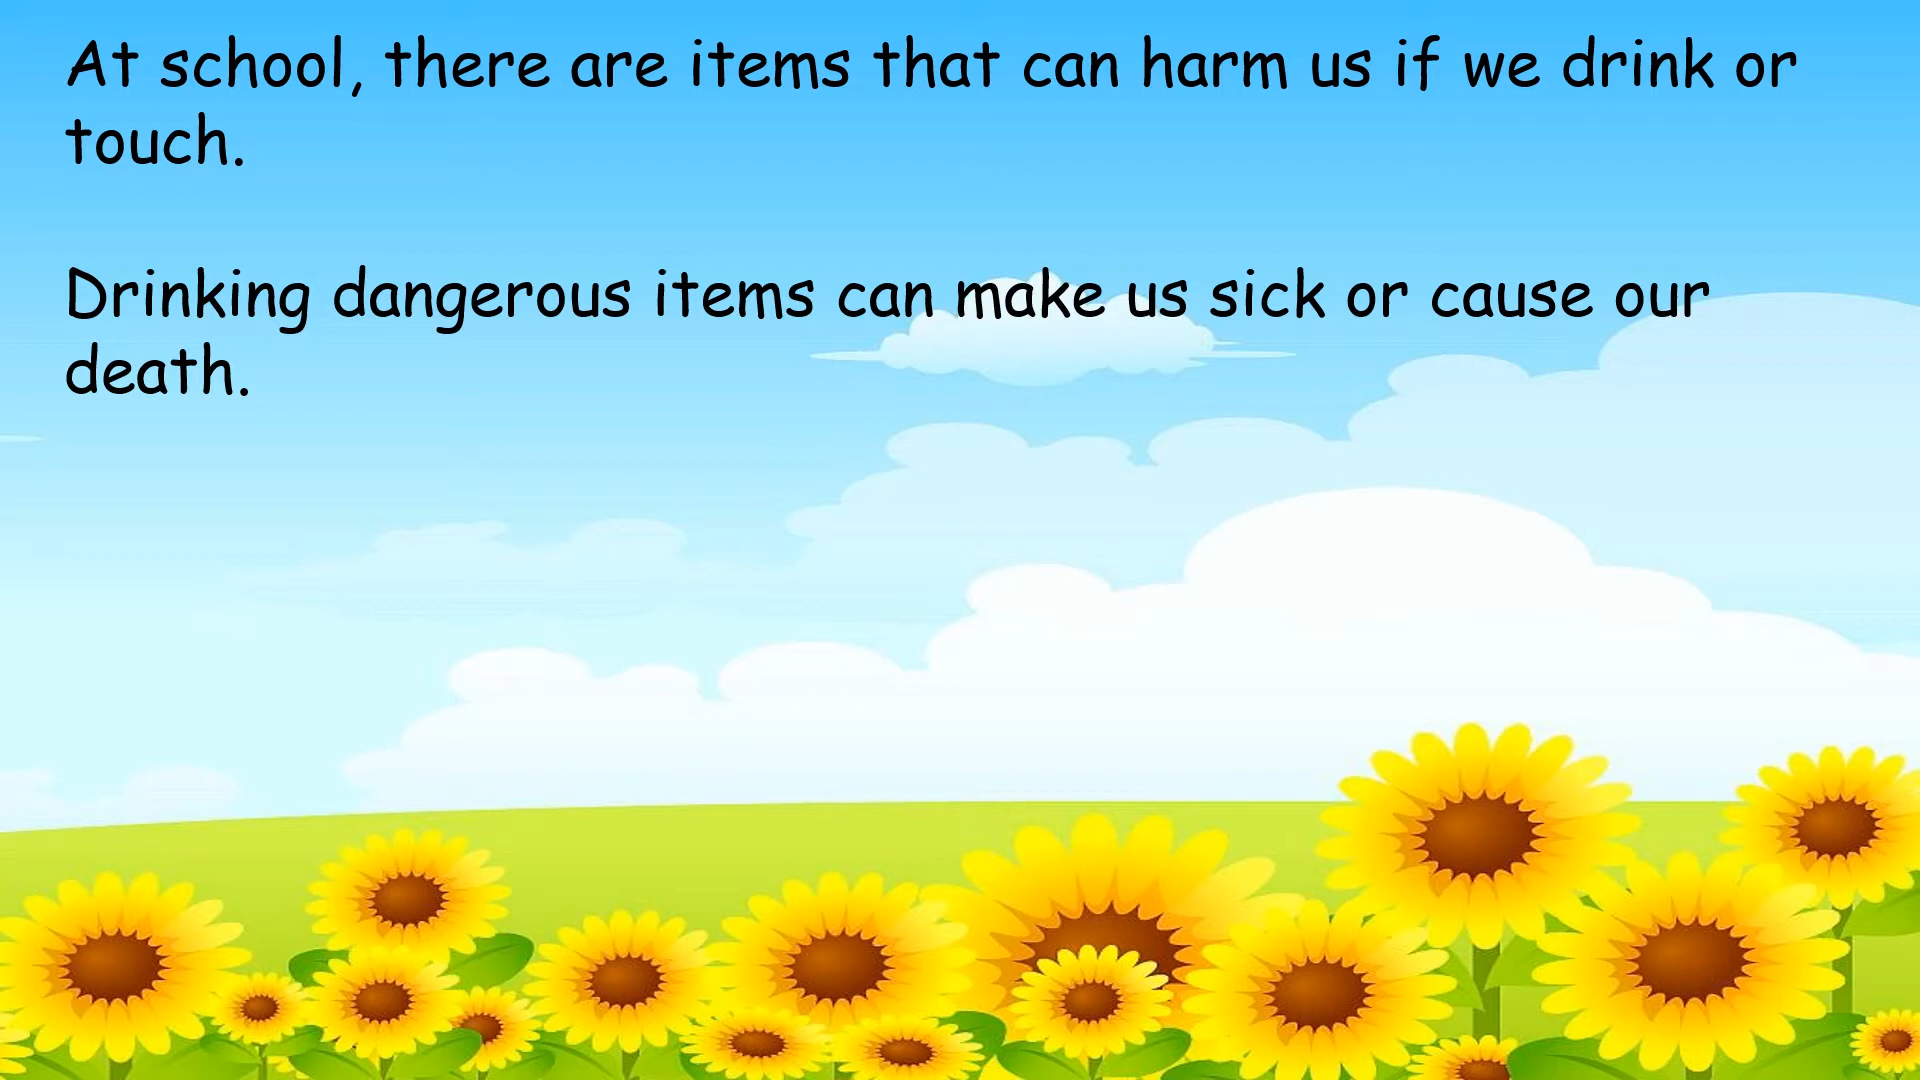 At school, there are items that can harm us if we drink or
touch.
Drinking dangerous items can make us sick or cause our
death.